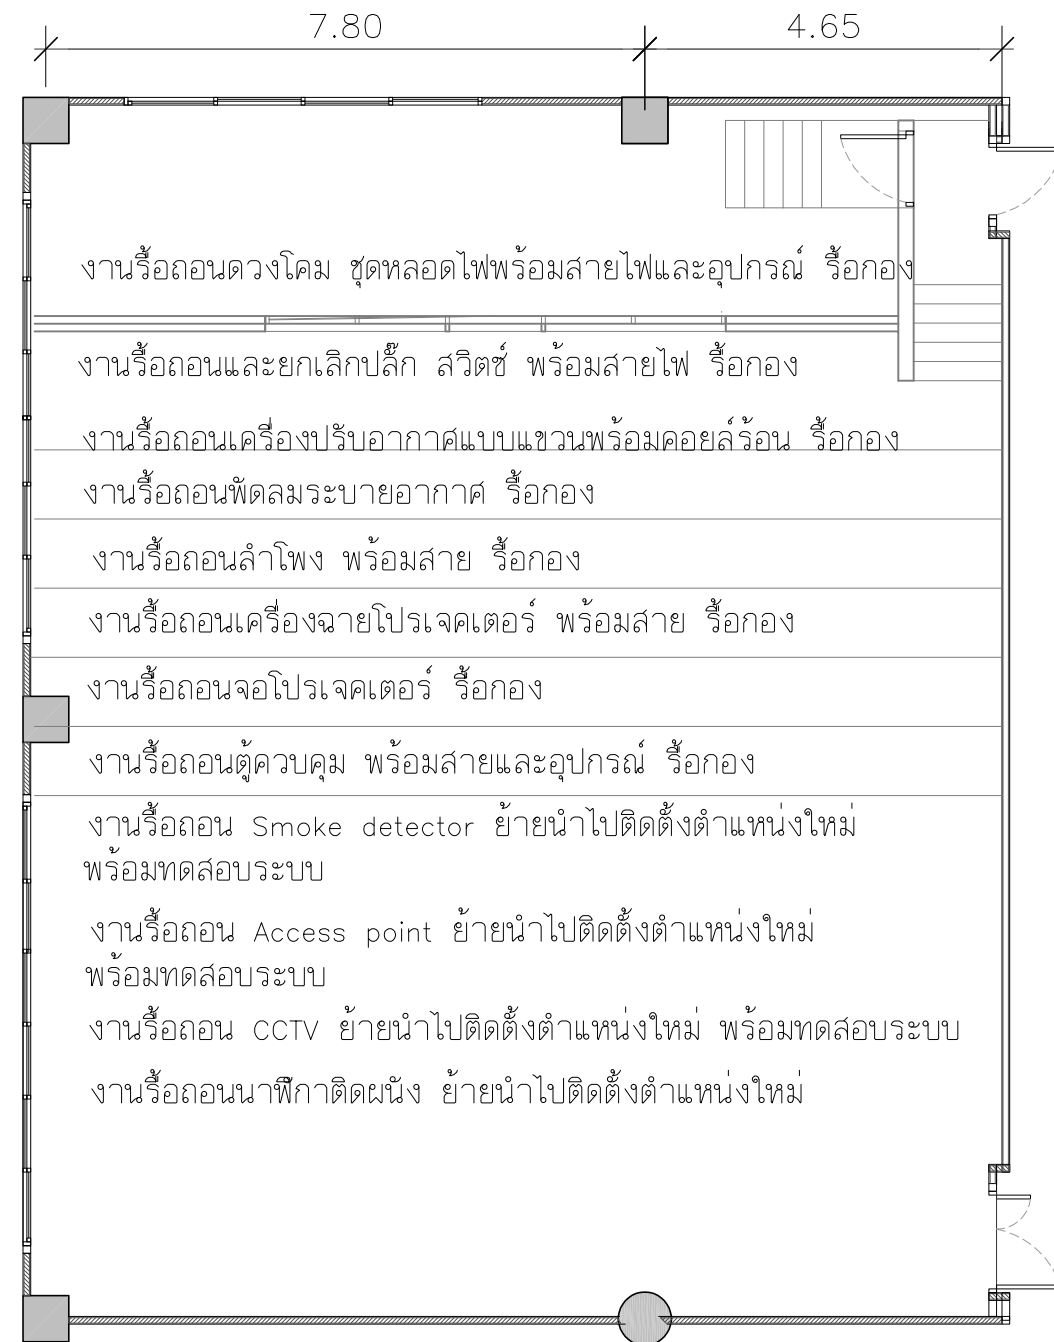 7.80 4.65
งานรื้อถอนดวงโคม ชุดหลอดไฟพร้อมสายไฟและอุปกรณ์ รื้อกอง
งานรื้อถอนและยกเลิกปลั๊ก สวิตซ์ พร้อมสายไฟ รื้อกอง
งานรื้อถอนเครื่องปรับอากาศแบบแขวนพร้อมคอยล์ร้อน รื้อกอง
งานรื้อถอนพัดลมระบายอากาศ รื้อกอง
งานรื้อถอนลำโพง พร้อมสาย รื้อกอง
งานรื้อถอนเครื่องฉายโปรเจคเตอร์ พร้อมสาย รื้อกอง
งานรื้อถอนจอโปรเจคเตอร์ รื้อกอง
งานรื้อถอนตู้ควบคุม พร้อมสายและอุปกรณ์ รื้อกอง
งานรื้อถอน Smoke detector ย้ายนำไปติดตั้งตำแหน่งใหม่
พร้อมทดสอบระบบ
งานรื้อถอน Access point ย้ายนำไปติดตั้งตำแหน่งใหม่
พร้อมทดสอบระบบ
งานรื้อถอน CCTV ย้ายนำไปติดตั้งตำแหน่งใหม่ พร้อมทดสอบระบบ
งานรื้อถอนนาฬิกาติดผนัง ย้ายนำไปติดตั้งตำแหน่งใหม่